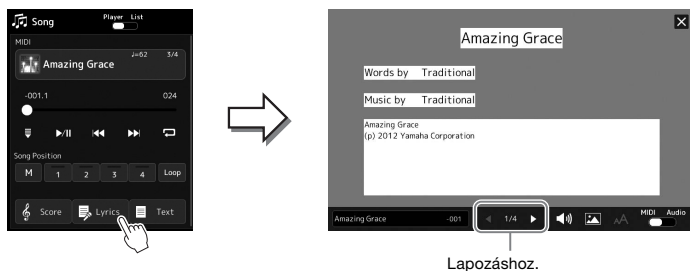 Song
Player List
MIDI
Amazing Grace
♩=62 3/4
-001.1 024
Song Position
M 1 2 3 4 Loop
Score Lyrics Text
Amazing Grace
Words by Traditional
Music by Traditional
Amazing Grace
(p) 2012 Yamaha Corporation
Amazing Grace -001
1/4
AA
MIDI Audio
Lapozáshoz.